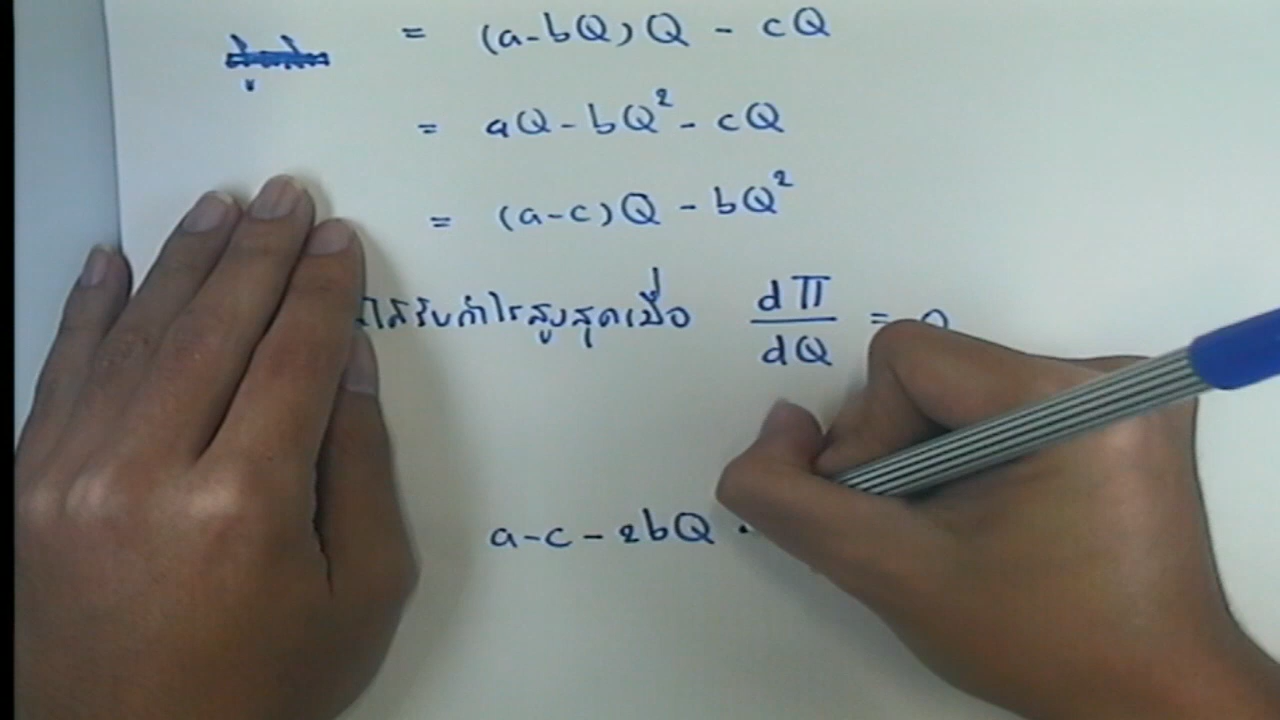 = (a-bQ)Q - cQ
= aQ - bQ² - cQ
= (a-c)Q - bQ²
ได้รับกำไรสูงสุดเมื่อ dπ/dQ = 0
a-c - 2bQ